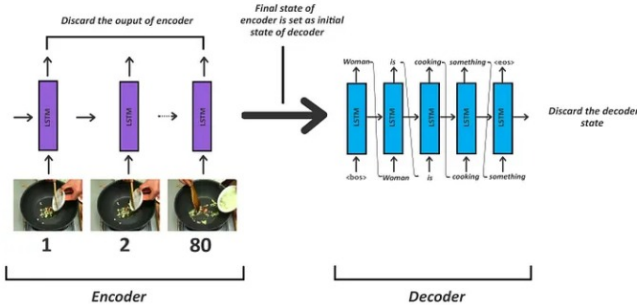 Discard the ouput of encoder
Final state of
encoder is set as initial
state of decoder
Woman is cooking something <eos>
LSTM LSTM LSTM
LSTM LSTM LSTM LSTM LSTM
Discard the decoder
state
<bos> Woman is cooking something
1 2 80
Encoder
Decoder